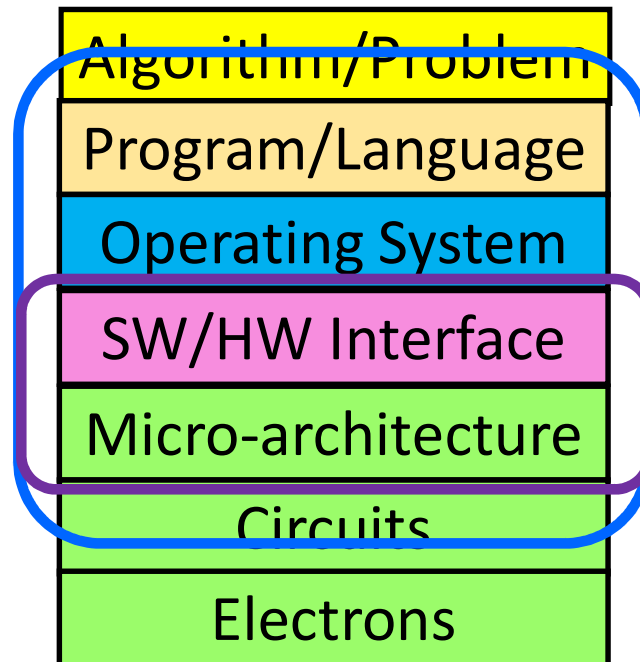 Algorithm/Problem
Program/Language
Operating System
SW/HW Interface
Micro-architecture
Circuits
Electrons